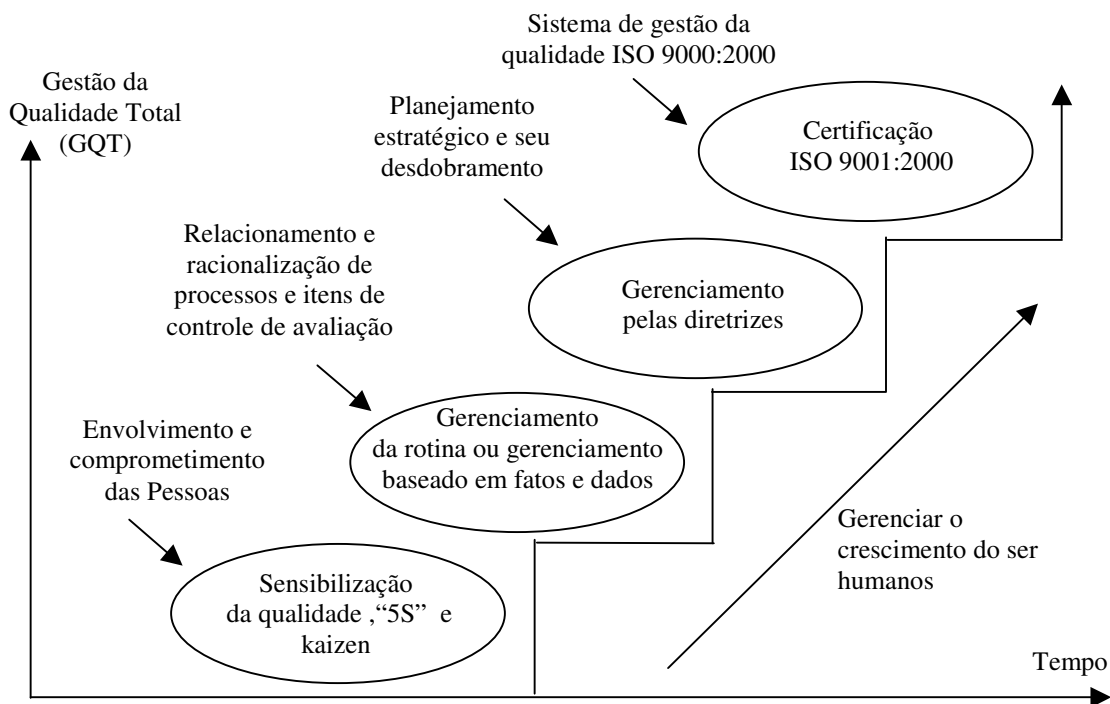 Sistema de gestão da
qualidade ISO 9000:2000
Gestão da
Qualidade Total
(GQT)
Planejamento
estratégico e seu
desdobramento
Certificação
ISO 9001:2000
Relacionamento e
racionalização de
processos e itens de
controle de avaliação
Gerenciamento
pelas diretrizes
Envolvimento e
comprometimento
das Pessoas
Gerenciamento
da rotina ou gerenciamento
baseado em fatos e dados
Gerenciar o
crescimento do ser
humanos
Sensibilização
da qualidade ,“5S” e
kaizen
Tempo